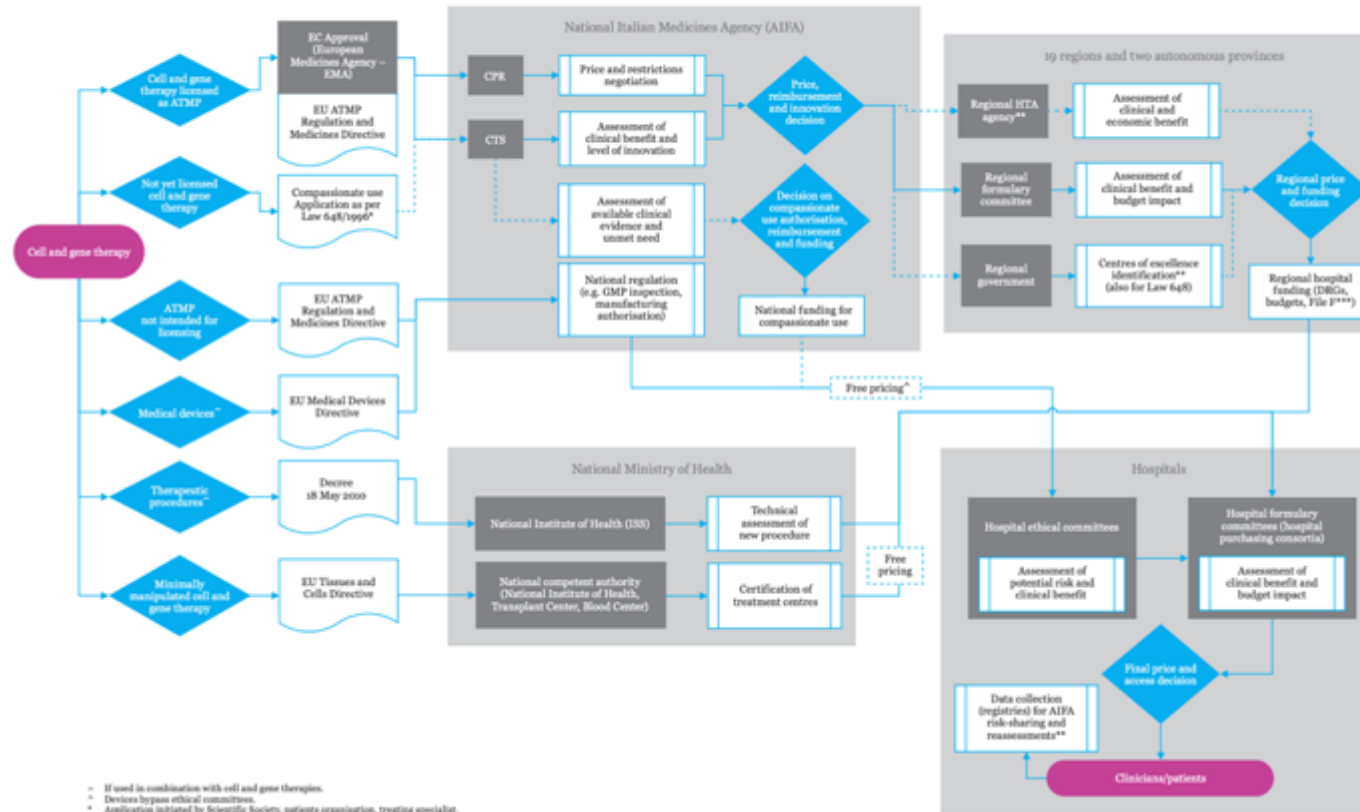 National Italian Medicines Agency (AIFA)
19 regions and two autonomous provinces
Cell and gene
therapy licensed
as ATMP
EC Approval
(European
Medicines Agency –
EMA)
EU ATMP
Regulation and
Medicines Directive
CPR
Price and restrictions
negotiation
Price,
reimbursement
and innovation
decision
CTS
Assessment of
clinical benefit and
level of innovation
Regional HTA
agency**
Assessment of
clinical and
economic benefit
Not yet licensed
cell and gene
therapy
Compassionate use
Application as per
Law 648/1996*
Assessment of
available clinical
evidence and
unmet need
Decision on
compassionate
use authorisation,
reimbursement
and funding
Regional
formulary
committee
Assessment of
clinical benefit and
budget impact
Regional price
and funding
decision
Cell and gene therapy
National regulation
(e.g. GMP inspection,
manufacturing
authorisation)
National funding for
compassionate use
Regional
government
Centres of excellence
identification**
(also for Law 648)
Regional hospital
funding (DRGs,
budgets, File F***)
ATMP
not intended for
licensing
EU ATMP
Regulation and
Medicines Directive
Free pricing^
Medical devices~
EU Medical Devices
Directive
National Ministry of Health
Hospitals
Therapeutic
procedures~
Decree
18 May 2010
National Institute of Health (ISS)
Technical
assessment of
new procedure
Hospital ethical committees
Assessment of
potential risk and
clinical benefit
Hospital formulary
committees (hospital
purchasing consortia)
Assessment of
clinical benefit and
budget impact
Free
pricing
Minimally
manipulated cell and
gene therapy
EU Tissues and
Cells Directive
National competent authority
(National Institute of Health,
Transplant Center, Blood Center)
Certification of
treatment centres
Final price and
access decision
Data collection
(registries) for AIFA
risk-sharing and
reassessments**
Clinicians/patients
~ If used in combination with cell and gene therapies.
^ Devices bypass ethical committees.
* Application initiated by Scientific Society, patients organisation, treating specialist.